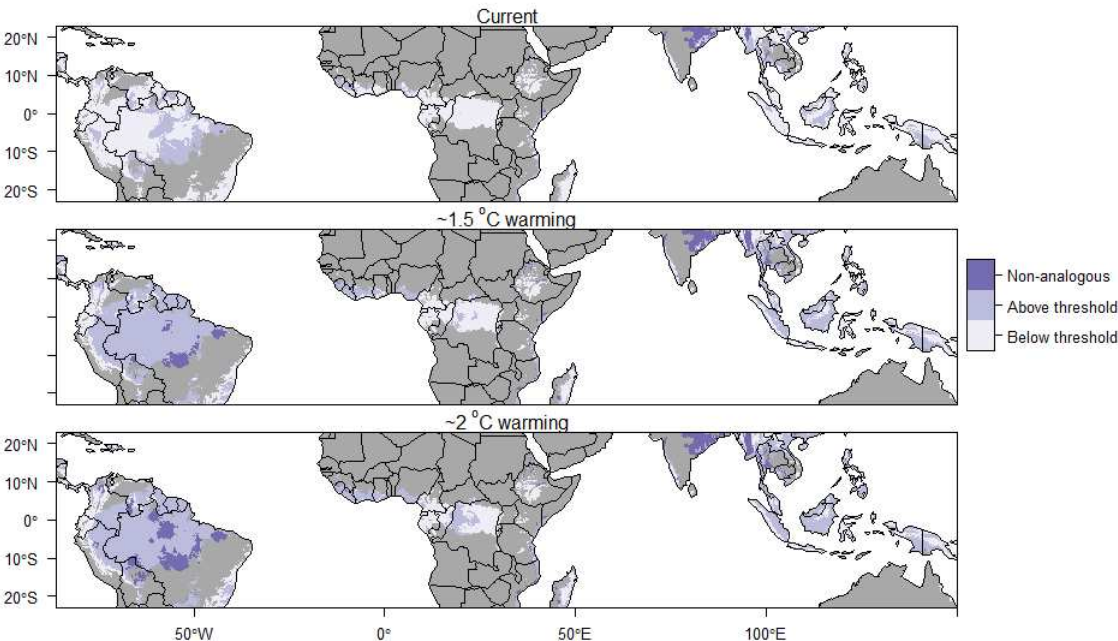 Current
20°N
10°N
0°
10°S
20°S
~1.5 °C warming
Non-analogous
Above threshold
Below threshold
~2 °C warming
20°N
10°N
0°
10°S
20°S
50°W
0°
50°E
100°E